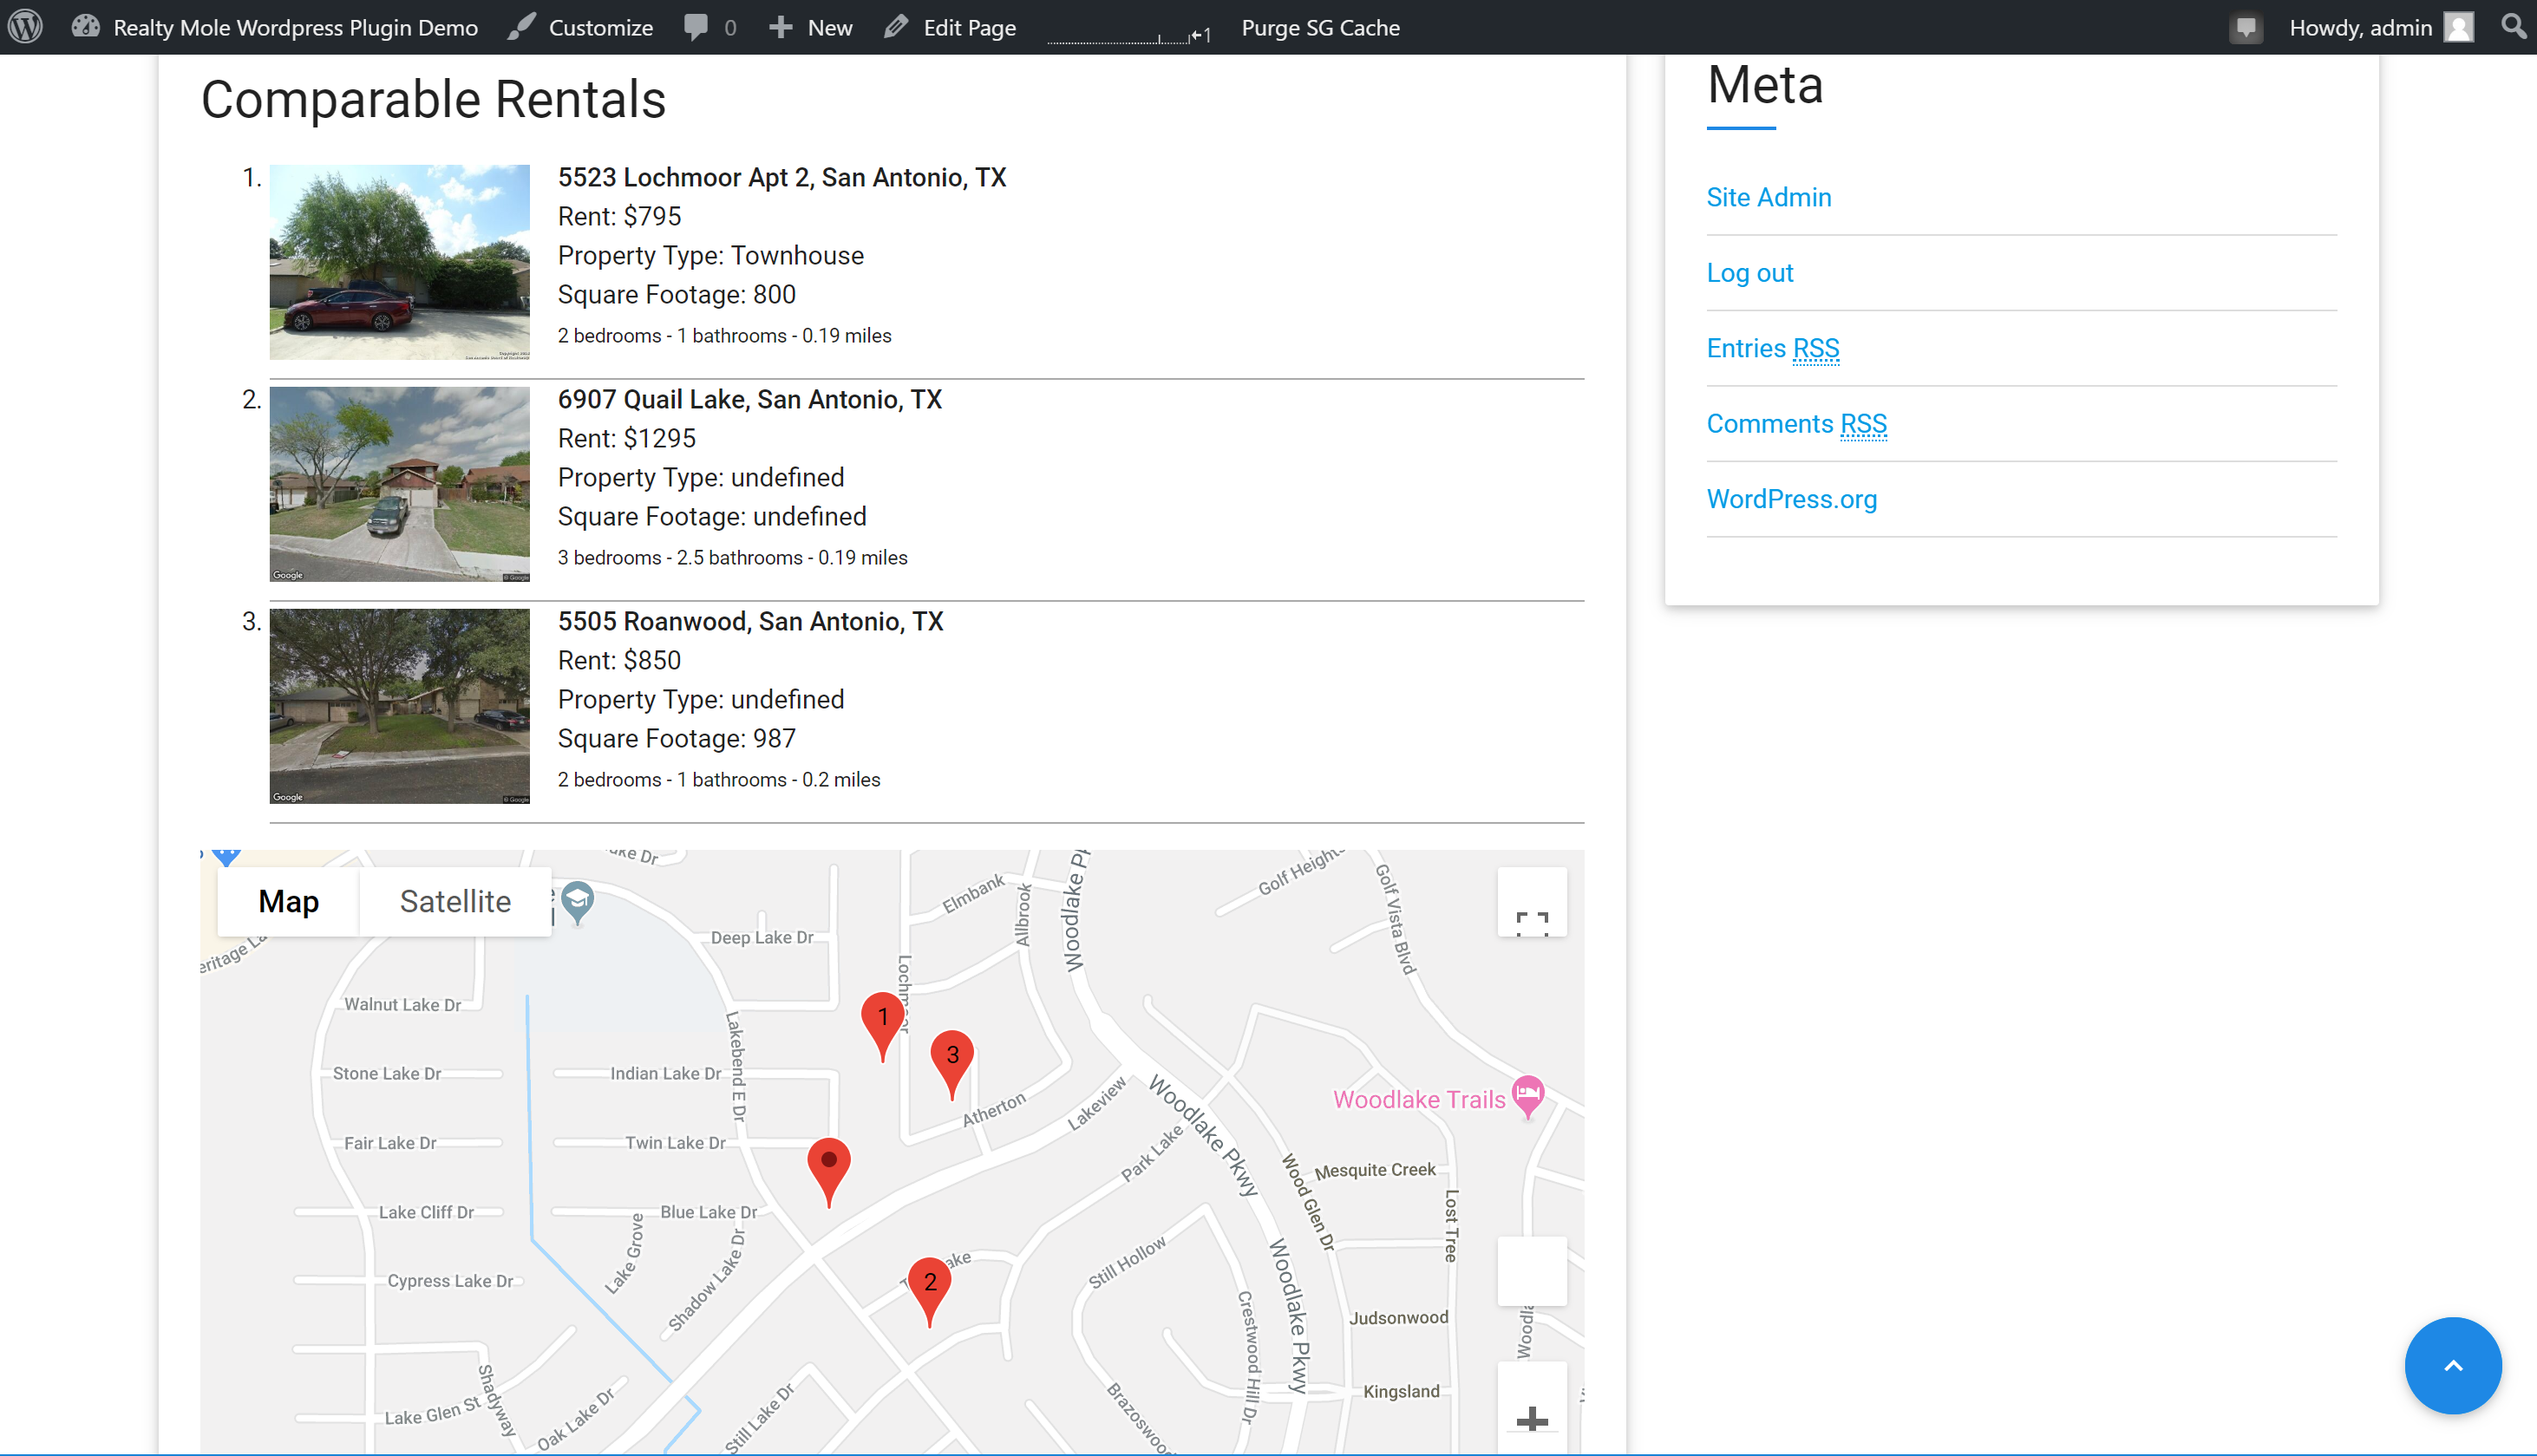 Realty Mole Wordpress Plugin Demo
Customize
0
New
Edit Page
1
Purge SG Cache
Howdy, admin
Comparable Rentals
1.
5523 Lochmoor Apt 2, San Antonio, TX
Rent: $795
Property Type: Townhouse
Square Footage: 800
2 bedrooms - 1 bathrooms - 0.19 miles
2.
6907 Quail Lake, San Antonio, TX
Rent: $1295
Property Type: undefined
Square Footage: undefined
3 bedrooms - 2.5 bathrooms - 0.19 miles
Google
© Google
3.
5505 Roanwood, San Antonio, TX
Rent: $850
Property Type: undefined
Square Footage: 987
2 bedrooms - 1 bathrooms - 0.2 miles
Google
© Google
Meta
Site Admin
Log out
Entries RSS
Comments RSS
WordPress.org
Map
Satellite
Elmbank
Allbrook
Woodlake
Golf Heights
Golf Vista Blvd
Deep Lake Dr
Walnut Lake Dr
Lakebend E Dr
1
3
Stone Lake Dr
Indian Lake Dr
Atherton
Lakeview
Woodlake Pkwy
Woodlake Trails
Fair Lake Dr
Twin Lake Dr
Park Lake
Wood Glen Dr
Mesquite Creek
Lost Tree
Lake Cliff Dr
Blue Lake Dr
Lake Grove
Shadow Lake Dr
Cypress Lake Dr
2
Still Hollow
Woodlake Pkwy
Crestwood Hill Dr
Judsonwood
Kingsland
Shadyway
Lake Glen St
Oak Lake Dr
Still Lake Dr